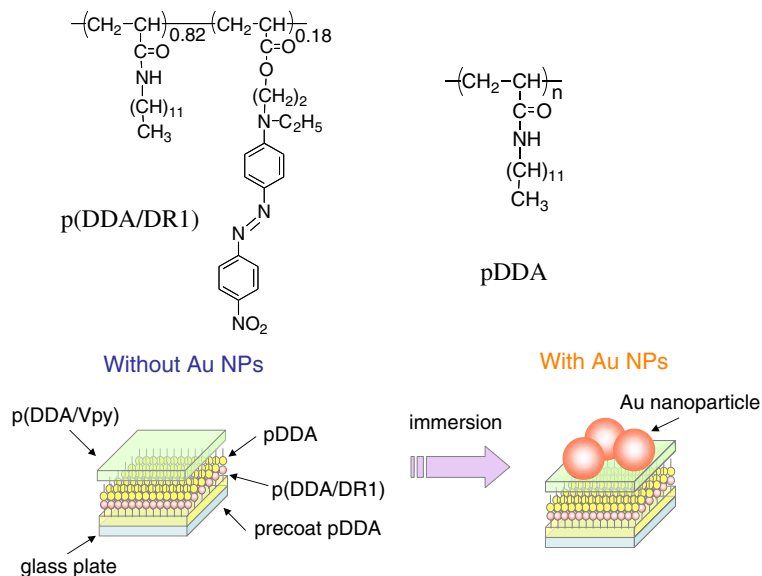 –(CH2–CH)0.82(CH2–CH)0.18
C=O
C=O
NH
O
(CH)11
(CH2)2
CH3
N–C2H5
N
N
NO2
p(DDA/DR1)
–(CH2–CH)n
C=O
NH
(CH)11
CH3
pDDA
Without Au NPs
With Au NPs
p(DDA/Vpy)
pDDA
p(DDA/DR1)
precoat pDDA
glass plate
immersion
Au nanoparticle